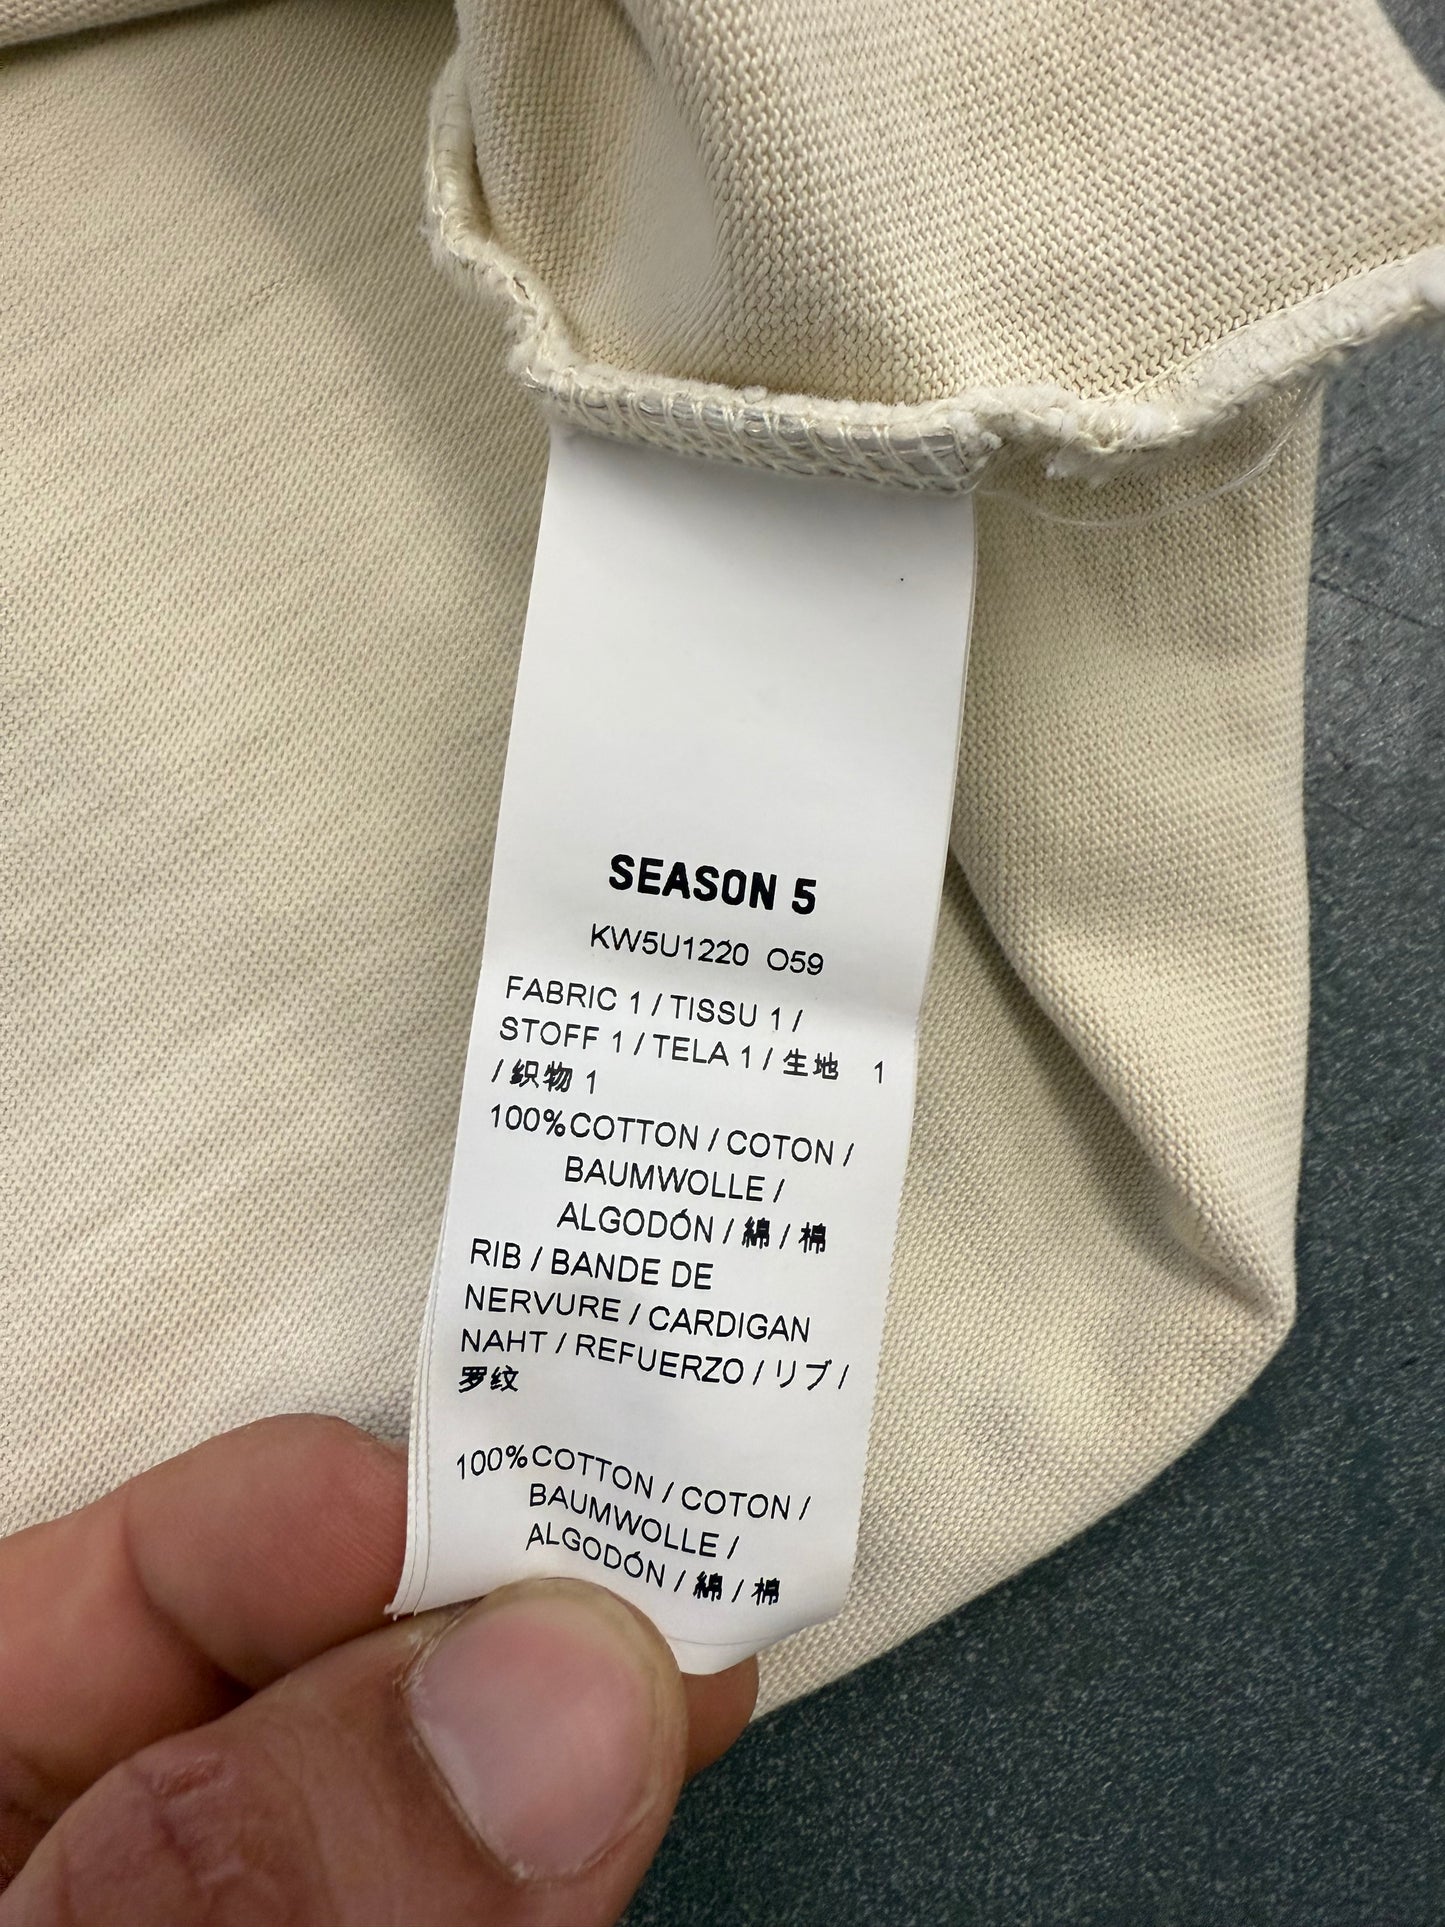 SEASON 5
KW5U1220 O59
FABRIC 1 / TISSU 1 /
STOFF 1 / TELA 1 / 生地 1
/ 织物 1
100%COTTON / COTON /
BAUMWOLLE /
ALGODÓN / 綿 / 棉
RIB / BANDE DE
NERVURE / CARDIGAN
NAHT / REFUERZO / リブ /
罗纹
100%COTTON / COTON /
BAUMWOLLE /
ALGODÓN / 綿 / 棉